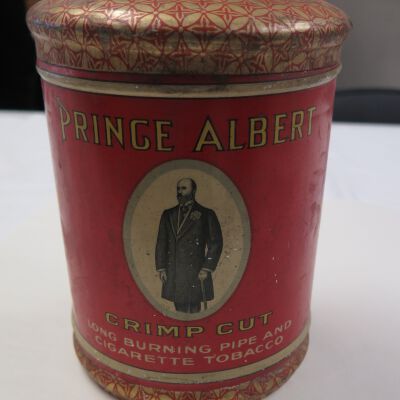 PRINCE ALBERT
CRIMP CUT
LONG BURNING PIPE AND
CIGARETTE TOBACCO